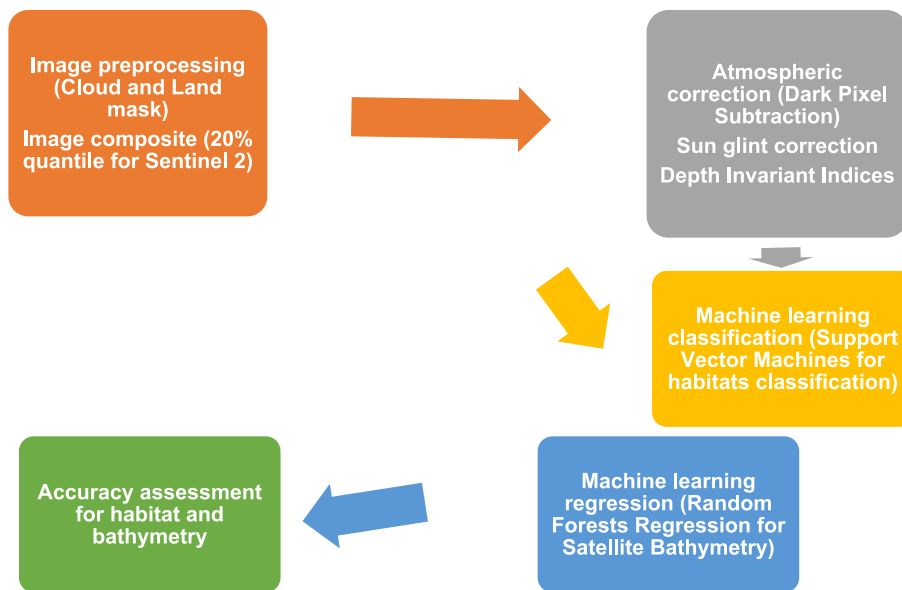 Image preprocessing
(Cloud and Land
mask)
Image composite (20%
quantile for Sentinel 2)
Atmospheric
correction (Dark Pixel
Subtraction)
Sun glint correction
Depth Invariant Indices
Machine learning
classification (Support
Vector Machines for
habitats classification)
Machine learning
regression (Random
Forests Regression for
Satellite Bathymetry)
Accuracy assessment
for habitat and
bathymetry